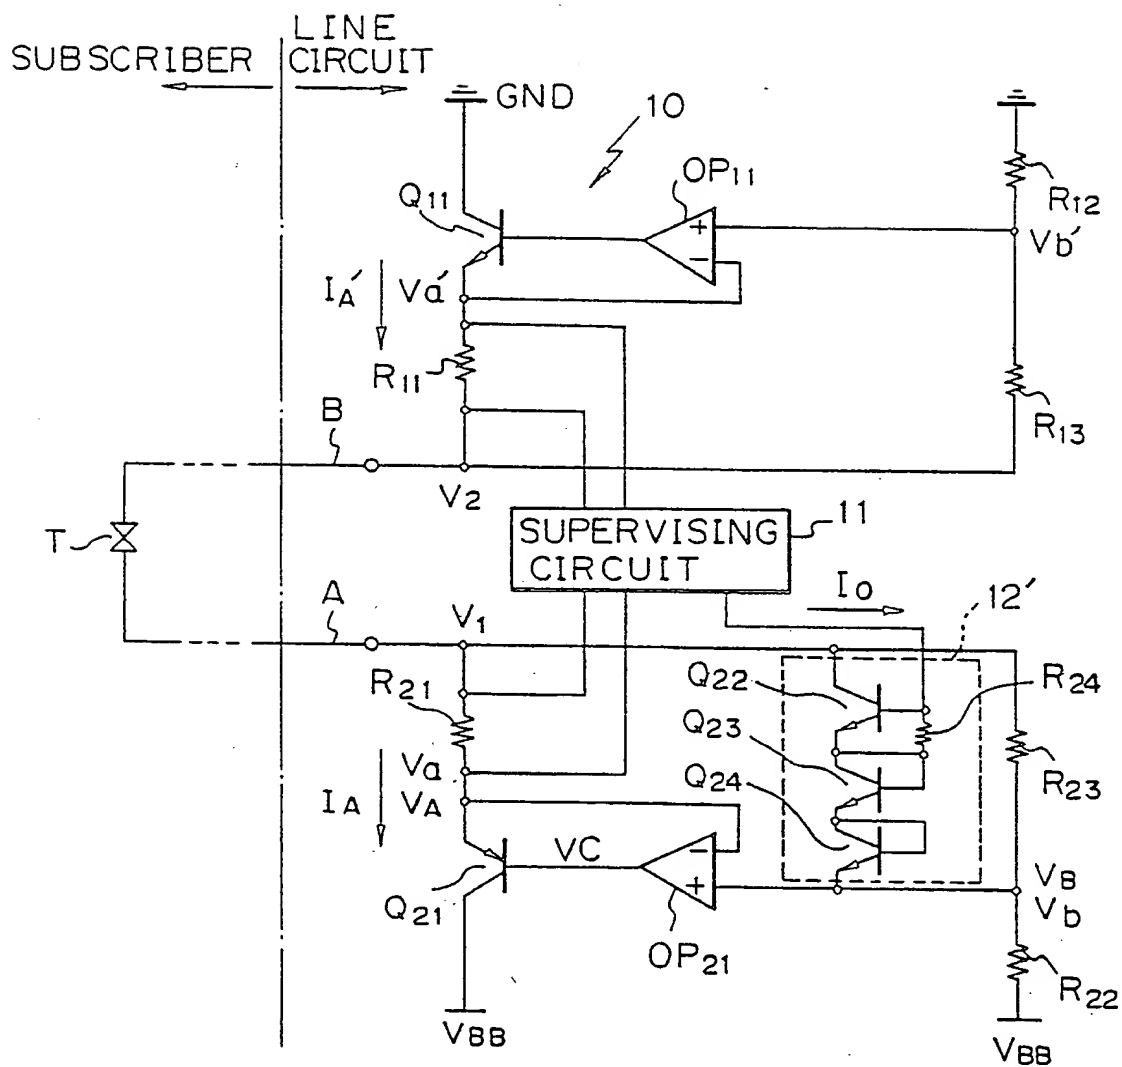 SUBSCRIBER
LINE
CIRCUIT
GND
10
OP11
Q11
+
−
R12
Vb'
IA'
Va'
R11
R13
B
V2
T
SUPERVISING
CIRCUIT
11
A
V1
Io
12'
R21
Q22
R24
Q23
Q24
R23
Va
VA
IA
VC
−
+
Q21
OP21
VB
Vb
R22
VBB
VBB